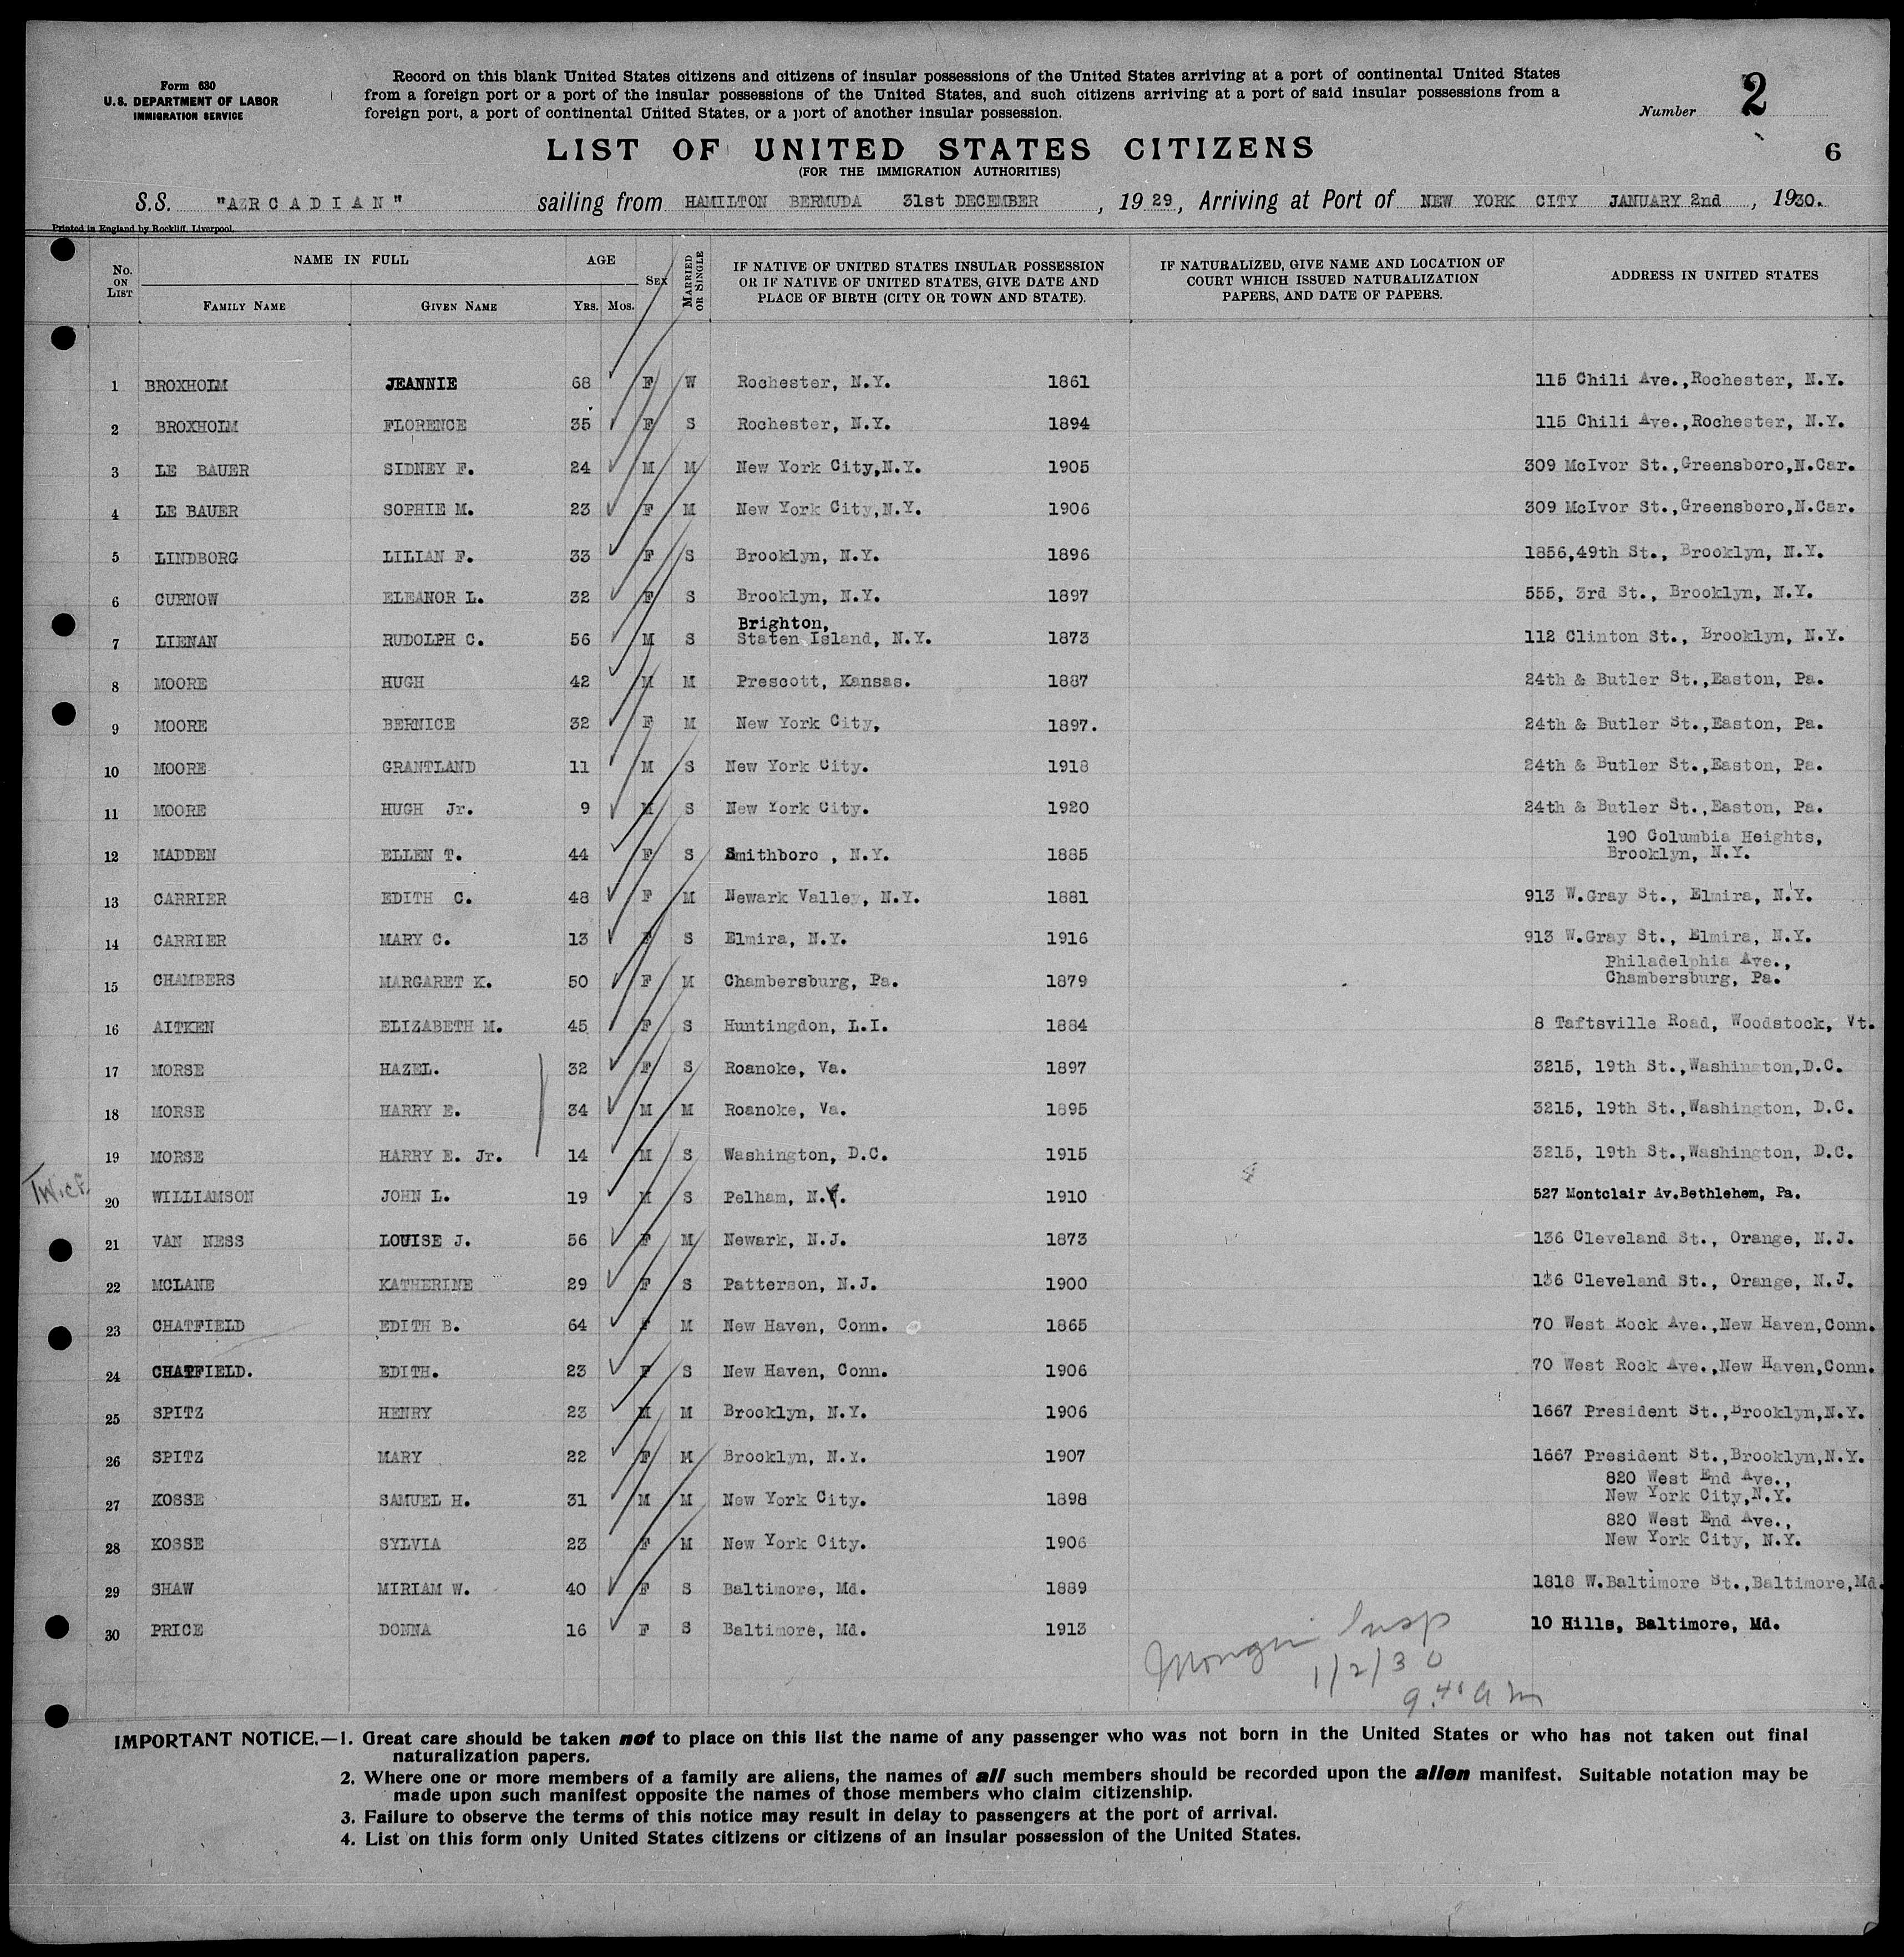 Form 630
U.S. DEPARTMENT OF LABOR
IMMIGRATION SERVICE
Record on this blank United States citizens and citizens of insular possessions of the United States arriving at a port of continental United States
from a foreign port or a port of the insular possessions of the United States, and such citizens arriving at a port of said insular possessions from a
foreign port, a port of continental United States, or a port of another insular possession.
Number 2
LIST OF UNITED STATES CITIZENS
6
(FOR THE IMMIGRATION AUTHORITIES)
S.S. "ARCADIAN" sailing from HAMILTON BERMUDA 31st DECEMBER, 1929, Arriving at Port of NEW YORK CITY JANUARY 2nd, 1930.
Printed in England by Rockliff, Liverpool.
No. ON LIST
NAME IN FULL
FAMILY NAME
GIVEN NAME
AGE
YRS. MOS.
SEX
MARRIED OR SINGLE
IF NATIVE OF UNITED STATES INSULAR POSSESSION
OR IF NATIVE OF UNITED STATES, GIVE DATE AND
PLACE OF BIRTH (CITY OR TOWN AND STATE).
IF NATURALIZED, GIVE NAME AND LOCATION OF
COURT WHICH ISSUED NATURALIZATION
PAPERS, AND DATE OF PAPERS.
ADDRESS IN UNITED STATES
1 BROXHOLM JEANNIE 68 F W Rochester, N.Y. 1861 115 Chili Ave.,Rochester, N.Y.
2 BROXHOLM FLORENCE 35 F S Rochester, N.Y. 1894 115 Chili Ave.,Rochester, N.Y.
3 LE BAUER SIDNEY F. 24 M M New York City,N.Y. 1905 309 McIvor St.,Greensboro,N.Car.
4 LE BAUER SOPHIE M. 23 F M New York City,N.Y. 1906 309 McIvor St.,Greensboro,N.Car.
5 LINDBORG LILIAN F. 33 F S Brooklyn, N.Y. 1896 1856,49th St., Brooklyn, N.Y.
6 CURNOW ELEANOR L. 32 F S Brooklyn, N.Y. 1897 555, 3rd St., Brooklyn, N.Y.
Brighton,
7 LIENAN RUDOLPH C. 56 M S Staten Island, N.Y. 1873 112 Clinton St., Brooklyn, N.Y.
8 MOORE HUGH 42 M M Prescott, Kansas. 1887 24th & Butler St.,Easton, Pa.
9 MOORE BERNICE 32 F M New York City, 1897. 24th & Butler St.,Easton, Pa.
10 MOORE GRANTLAND 11 M S New York City. 1918 24th & Butler St.,Easton, Pa.
11 MOORE HUGH Jr. 9 M S New York City. 1920 24th & Butler St.,Easton, Pa.
190 Columbia Heights,
12 MADDEN ELLEN T. 44 F S Smithboro , N.Y. 1885 Brooklyn, N.Y.
13 CARRIER EDITH C. 48 F M Newark Valley, N.Y. 1881 913 W.Gray St., Elmira, N.Y.
14 CARRIER MARY C. 13 F S Elmira, N.Y. 1916 913 W.Gray St., Elmira, N.Y.
Philadelphia Ave.,
15 CHAMBERS MARGARET K. 50 F M Chambersburg, Pa. 1879 Chambersburg, Pa.
16 AITKEN ELIZABETH M. 45 F S Huntingdon, L.I. 1884 8 Taftsville Road, Woodstock, Vt.
17 MORSE HAZEL. 32 F S Roanoke, Va. 1897 3215, 19th St.,Washington,D.C.
18 MORSE HARRY E. 34 M M Roanoke, Va. 1895 3215, 19th St.,Washington, D.C.
19 MORSE HARRY E. Jr. 14 M S Washington, D.C. 1915 3215, 19th St.,Washington, D.C.
Twice
20 WILLIAMSON JOHN L. 19 M S Pelham, N.Y. 1910 527 Montclair Av.Bethlehem, Pa.
21 VAN NESS LOUISE J. 56 F M Newark, N.J. 1873 136 Cleveland St., Orange, N.J.
22 MCLANE KATHERINE 29 F S Patterson, N.J. 1900 136 Cleveland St., Orange, N.J.
23 CHATFIELD EDITH B. 64 F M New Haven, Conn. 1865 70 West Rock Ave.,New Haven,Conn.
24 CHATFIELD. EDITH. 23 F S New Haven, Conn. 1906 70 West Rock Ave.,New Haven,Conn.
25 SPITZ HENRY 23 M M Brooklyn, N.Y. 1906 1667 President St.,Brooklyn,N.Y.
26 SPITZ MARY 22 F M Brooklyn, N.Y. 1907 1667 President St.,Brooklyn,N.Y.
820 West End Ave.,
27 KOSSE SAMUEL H. 31 M M New York City. 1898 New York City,N.Y.
820 West End Ave.,
28 KOSSE SYLVIA 23 F M New York City. 1906 New York City, N.Y.
29 SHAW MIRIAM W. 40 F S Baltimore, Md. 1889 1818 W.Baltimore St.,Baltimore,Md.
30 PRICE DONNA 16 F S Baltimore, Md. 1913 10 Hills, Baltimore, Md.
Insp
1/2/30
9.40 am
IMPORTANT NOTICE.—1. Great care should be taken not to place on this list the name of any passenger who was not born in the United States or who has not taken out final
naturalization papers.
2. Where one or more members of a family are aliens, the names of all such members should be recorded upon the alien manifest. Suitable notation may be
made upon such manifest opposite the names of those members who claim citizenship.
3. Failure to observe the terms of this notice may result in delay to passengers at the port of arrival.
4. List on this form only United States citizens or citizens of an insular possession of the United States.